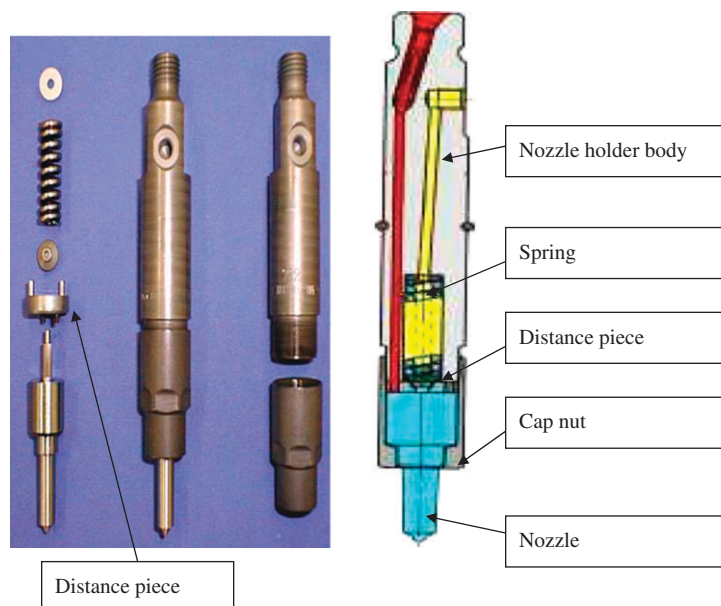 Nozzle holder body
Spring
Distance piece
Cap nut
Nozzle
Distance piece